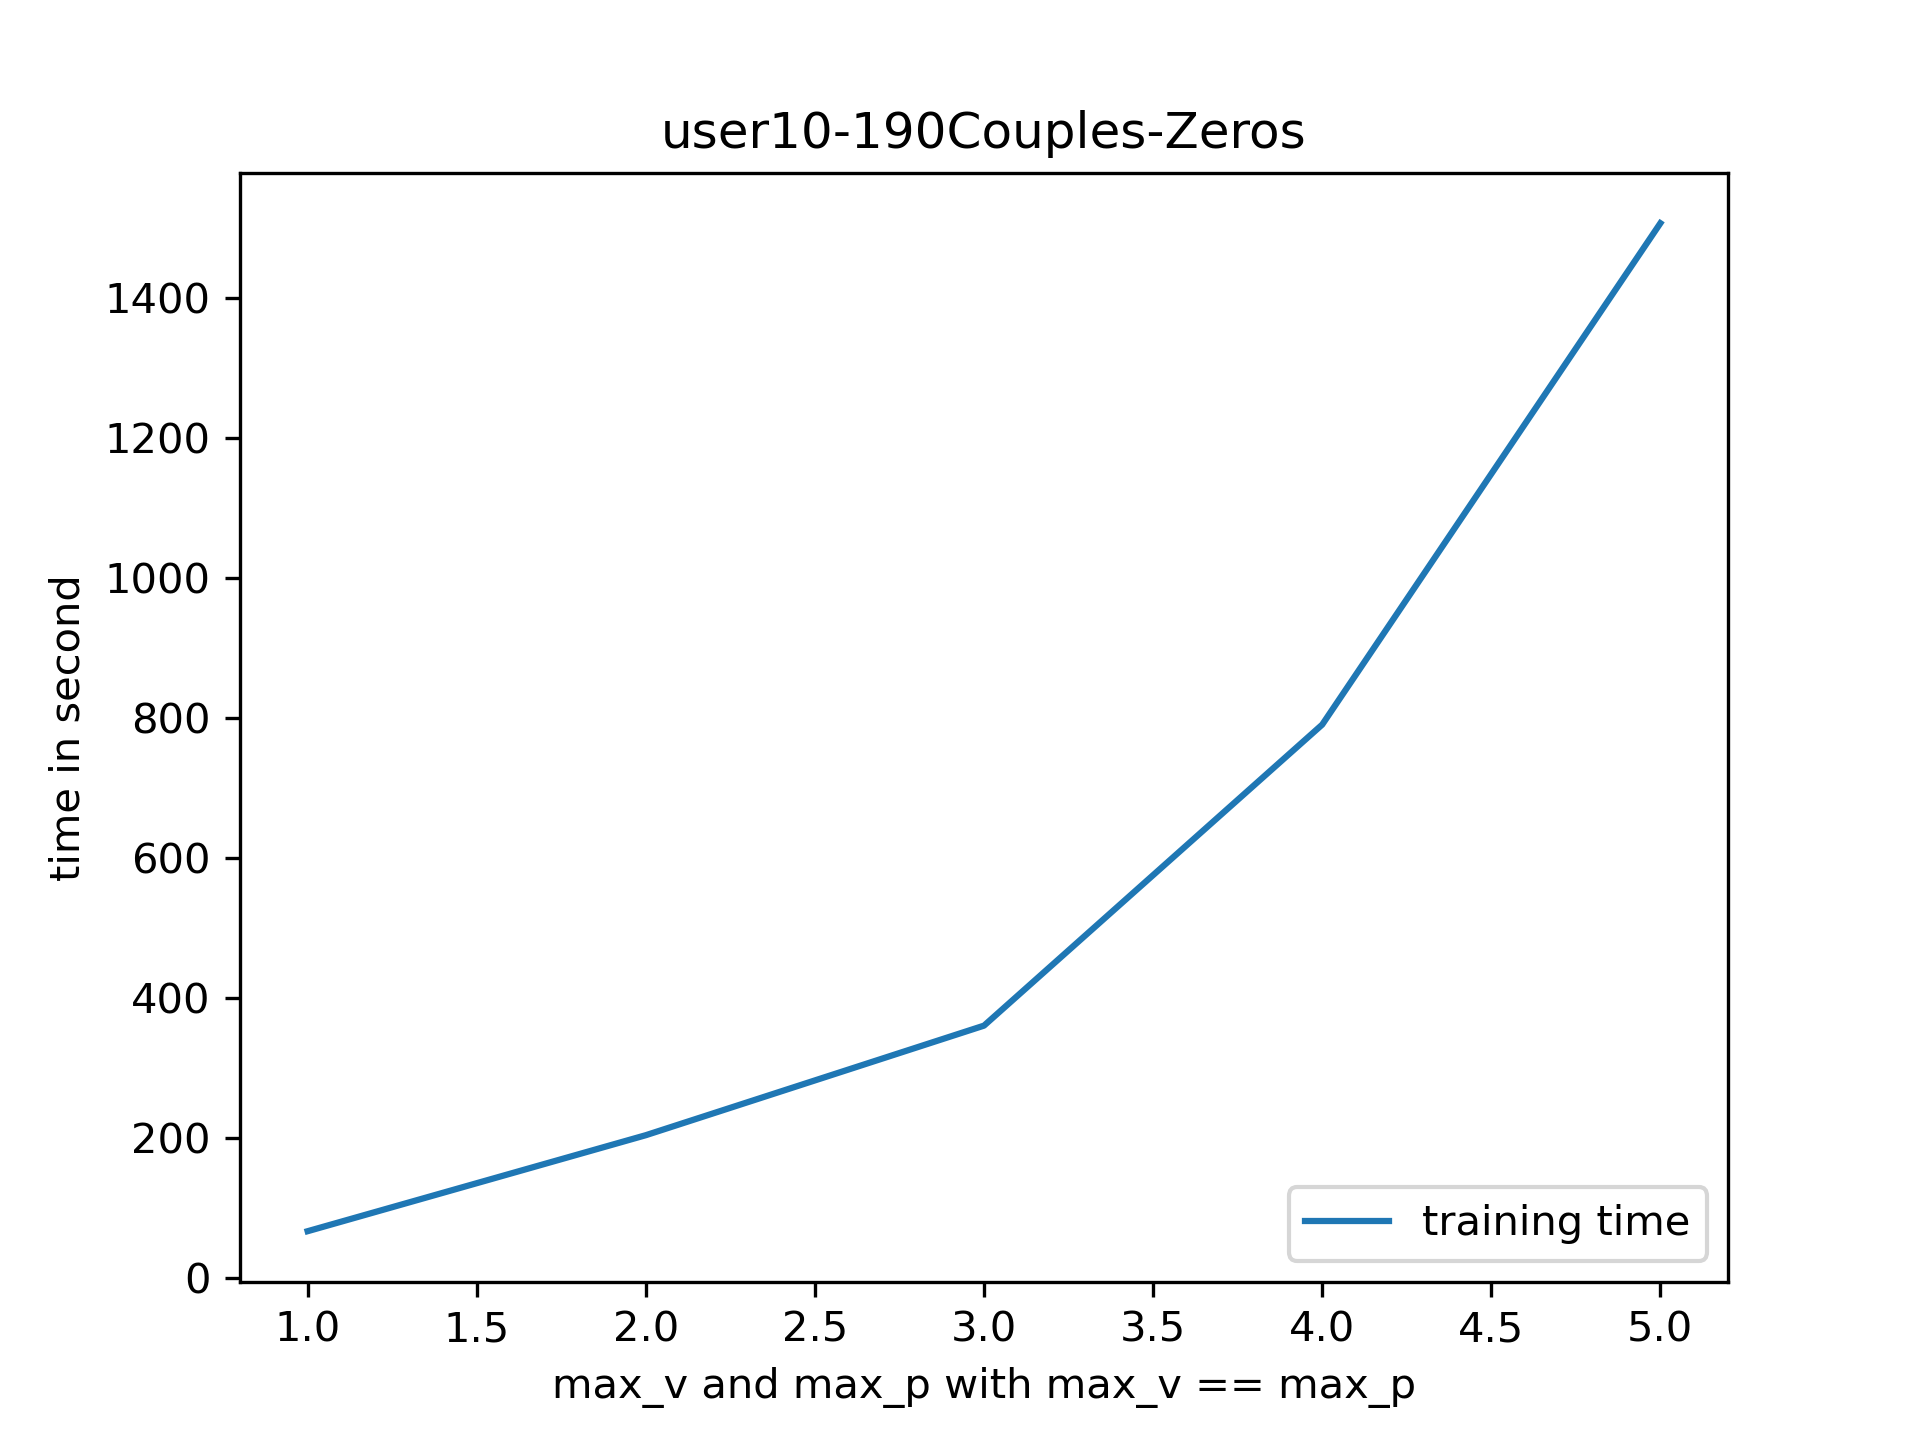 user10-190Couples-Zeros
1400
1200
1000
800
600
400
200
0
time in second
training time
1.0 1.5 2.0 2.5 3.0 3.5 4.0 4.5 5.0
max_v and max_p with max_v == max_p